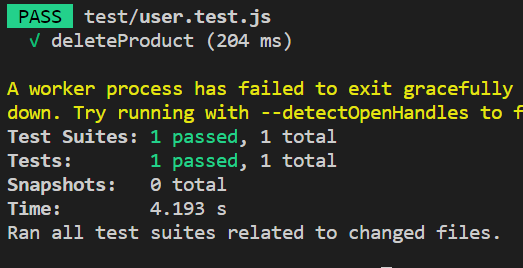 PASS test/user.test.js
√ deleteProduct (204 ms)
A worker process has failed to exit gracefully
down. Try running with --detectOpenHandles to f
Test Suites: 1 passed, 1 total
Tests: 1 passed, 1 total
Snapshots: 0 total
Time: 4.193 s
Ran all test suites related to changed files.